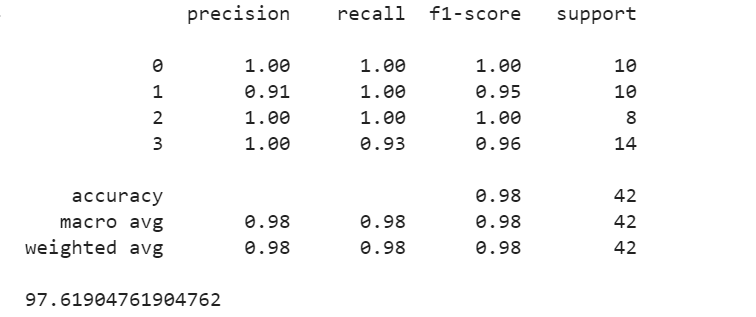 precision recall f1-score support
0 1.00 1.00 1.00 10
1 0.91 1.00 0.95 10
2 1.00 1.00 1.00 8
3 1.00 0.93 0.96 14
accuracy 0.98 42
macro avg 0.98 0.98 0.98 42
weighted avg 0.98 0.98 0.98 42
97.61904761904762